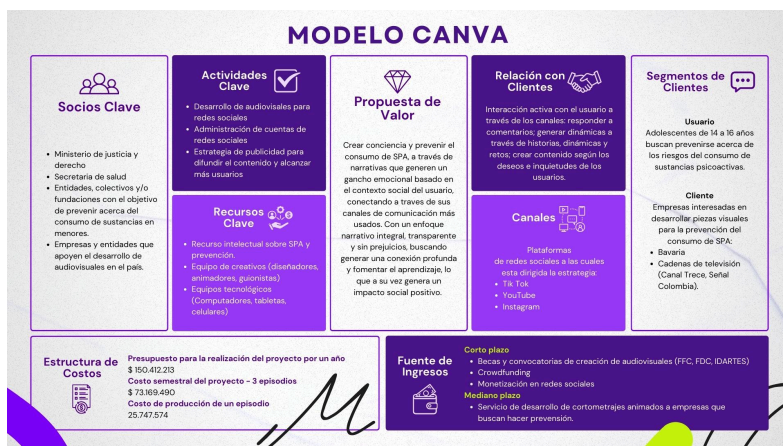 MODELO CANVA
Socios Clave
Ministerio de justicia y
derecho
Secretaria de salud
Entidades, colectivos y/o
fundaciones con el objetivo
de prevenir acerca del
consumo de sustancias en
menores.
Empresas y entidades que
apoyen el desarrollo de
audiovisuales en el país.
Actividades
Clave
Desarrollo de audiovisales para
redes sociales
Administración de cuentas de
redes sociales
Estrategia de publicidad para
difundir el contenido y alcanzar
más usuarios
Recursos
Clave
Recurso intelectual sobre SPA y
prevención.
Equipo de creativos (diseñadores,
animadores, guionistas)
Equipos tecnológicos
(Computadores, tabletas,
celulares)
Propuesta de
Valor
Crear conciencia y prevenir el
consumo de SPA, a través de
narrativas que generen un
gancho emocional basado en
el contexto social del usuario,
conectando a traves de sus
canales de comunicación más
usados. Con un enfoque
narrativo integral, transparente
y sin prejuicios, buscando
generar una conexión profunda
y fomentar el aprendizaje, lo
que a su vez genera un
impacto social positivo.
Relación con
Clientes
Interacción activa con el usuario a
través de los canales: responder a
comentarios; generar dinámicas a
través de historias, dinámicas y
retos; crear contenido según los
deseos e inquietudes de los
usuarios.
Canales
Plataformas
de redes sociales a las cuales
esta dirigida la estrategia:
Tik Tok
YouTube
Instagram
Segmentos de
Clientes
Usuario
Adolescentes de 14 a 16 años
buscan prevenirse acerca de
los riesgos del consumo de
sustancias psicoactivas.
Cliente
Empresas interesadas en
desarrollar piezas visuales
para la prevención del
consumo de SPA:
Bavaria
Cadenas de televisión
(Canal Trece, Señal
Colombia).
Estructura de
Costos
Presupuesto para la realización del proyecto por un año
$ 150.412.213
Costo semestral del proyecto - 3 episodios
$ 73.169.490
Costo de producción de un episodio
25.747.574
Fuente de
Ingresos
Corto plazo
Becas y convocatorias de creación de audiovisuales (FFC, FDC, IDARTES)
Crowdfunding
Monetización en redes sociales
Mediano plazo
Servicio de desarrollo de cortometrajes animados a empresas que
buscan hacer prevensión.